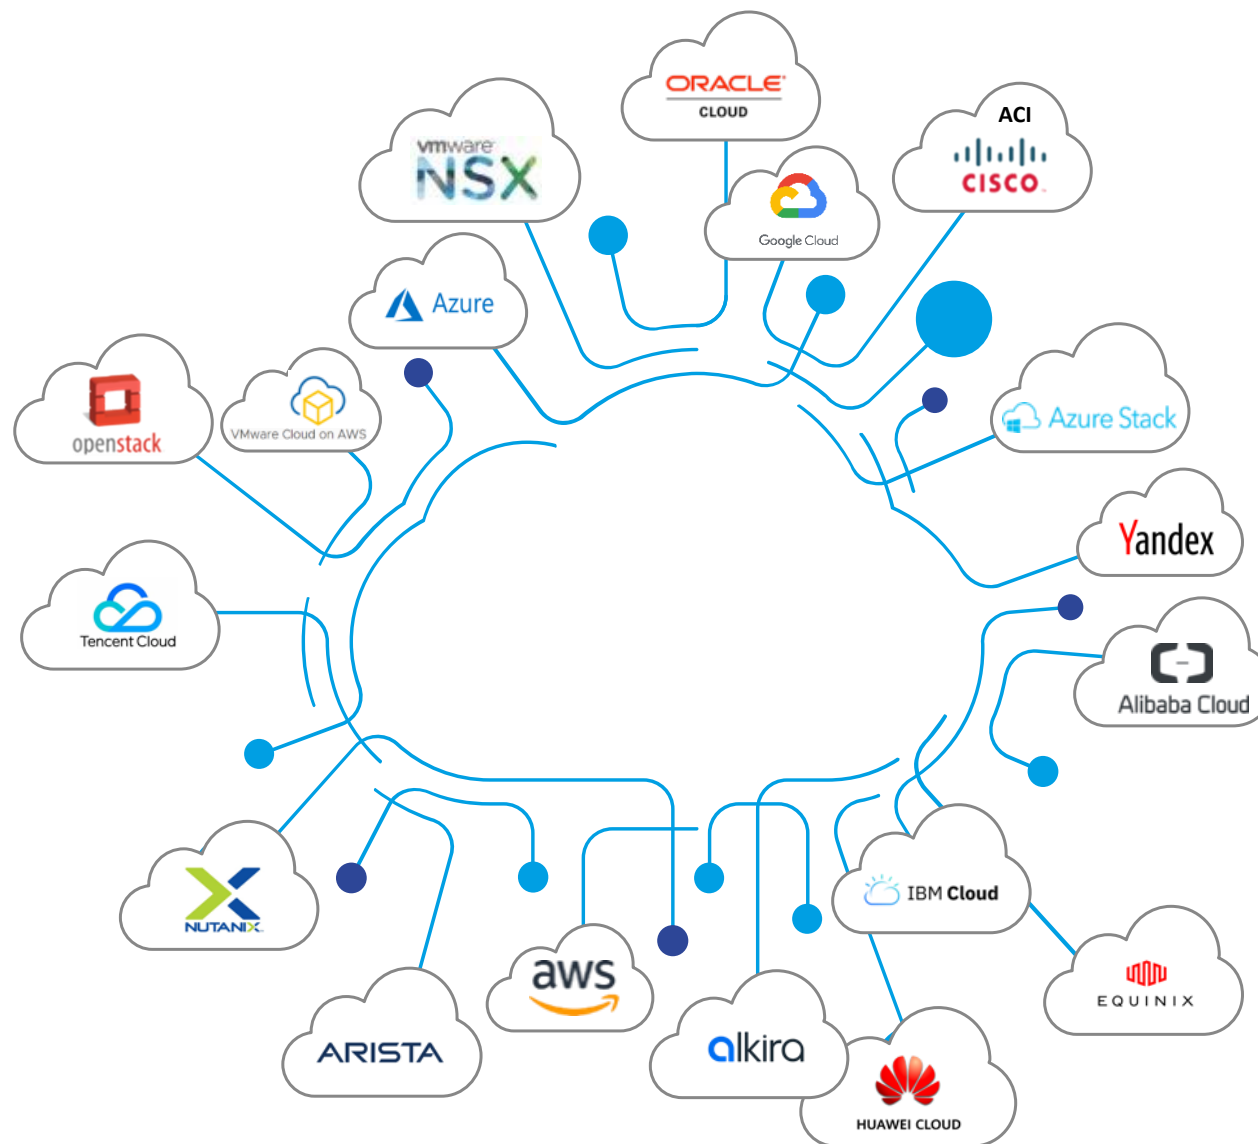 ORACLE
CLOUD
ACI
CISCO
vmware
NSX
Google Cloud
Azure
Azure Stack
openstack
VMware Cloud on AWS
Yandex
Tencent Cloud
Alibaba Cloud
IBM Cloud
NUTANIX
aws
EQUINIX
ARISTA
alkira
HUAWEI CLOUD